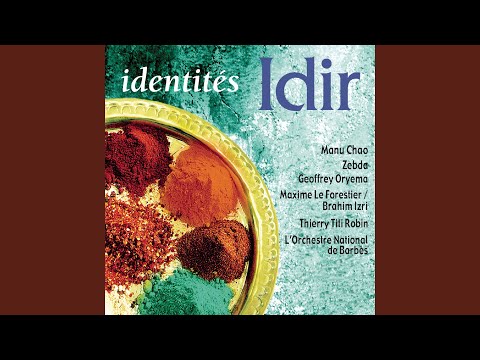 identités Idir
Manu Chao
Zebda
Geoffrey Oryema
Maxime Le Forestier /
Brahim Izri
Thierry Titi Robin
L'Orchestre National
de Barbès